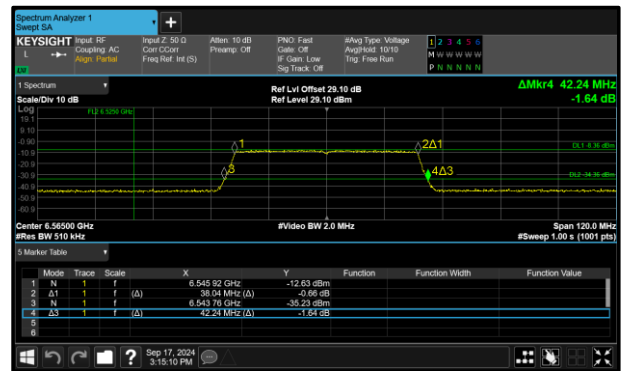 Spectrum Analyzer 1
Swept SA
+
KEYSIGHT Input: RF Input Z: 50 Ω Atten: 10 dB PNO: Fast #Avg Type: Voltage 1 2 3 4 5 6
L Coupling: AC Corr CCorr Preamp: Off Gate: Off Avg|Hold: 10/10 M W W W W W
Align: Partial Freq Ref: Int (S) IF Gain: Low Trig: Free Run
Sig Track: Off P N N N N N
1 Spectrum Ref Lvl Offset 29.10 dB ΔMkr4 42.24 MHz
Scale/Div 10 dB Ref Level 29.10 dBm -1.64 dB
Log
19.1 FL2 6.5250 GHz
9.10
-0.90 1 2Δ1 DL1 -8.36 dBm
-10.9
-20.9 3 4Δ3 DL2 -34.36 dBm
-30.9
-40.9
-50.9
-60.9
Center 6.56500 GHz #Video BW 2.0 MHz Span 120.0 MHz
#Res BW 510 kHz #Sweep 1.00 s (1001 pts)
5 Marker Table
Mode Trace Scale X Y Function Function Width Function Value
1 N 1 f 6.545 92 GHz -12.63 dBm
2 Δ1 1 f (Δ) 38.04 MHz (Δ) -0.66 dB
3 N 1 f 6.543 76 GHz -35.23 dBm
4 Δ3 1 f (Δ) 42.24 MHz (Δ) -1.64 dB
5
6
? Sep 17, 2024
3:15:10 PM